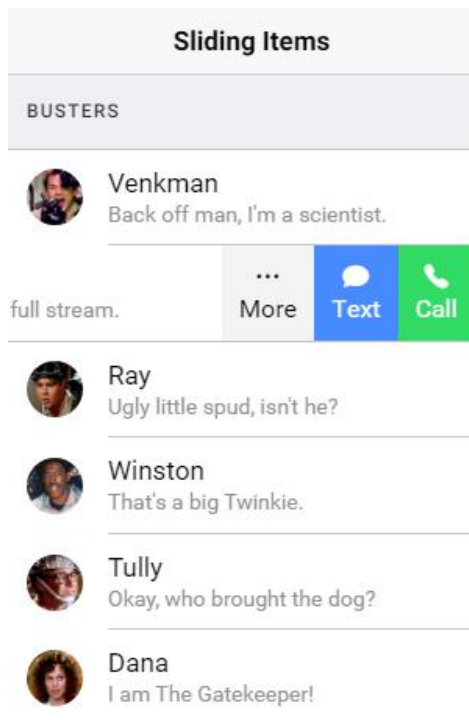 Sliding Items
BUSTERS
Venkman
Back off man, I'm a scientist.
full stream.
More
Text
Call
Ray
Ugly little spud, isn't he?
Winston
That's a big Twinkie.
Tully
Okay, who brought the dog?
Dana
I am The Gatekeeper!